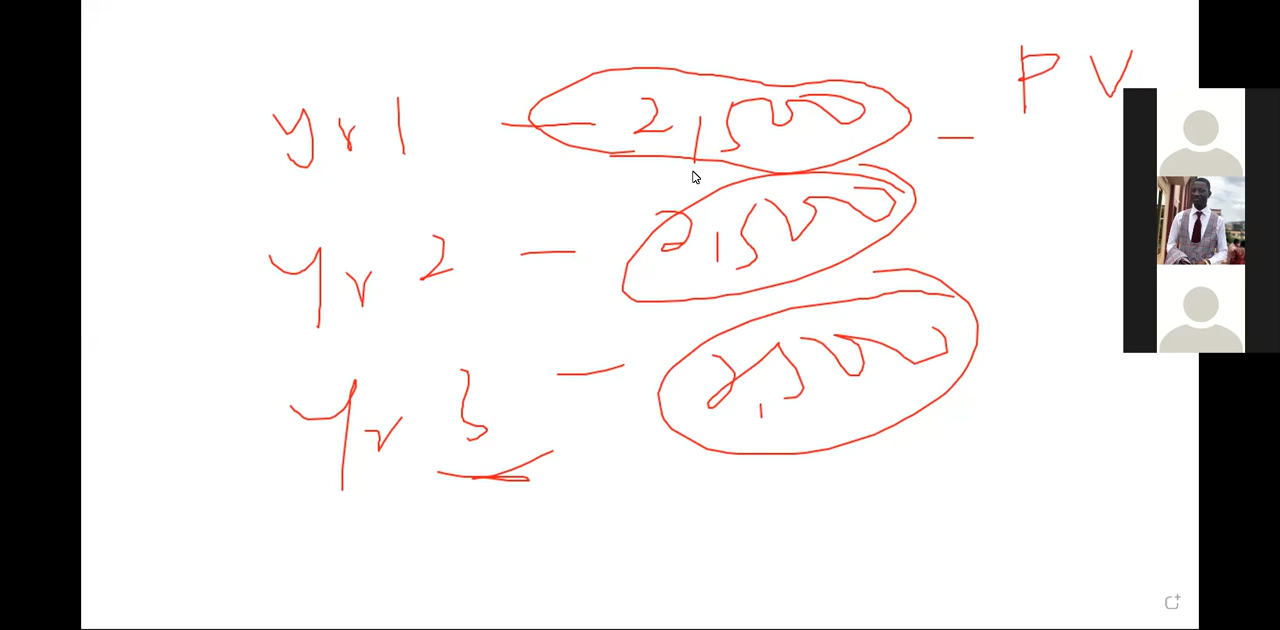 PV
yr 1 — 2,500 —
yr 2 — 2,500
yr 3 — 2,500